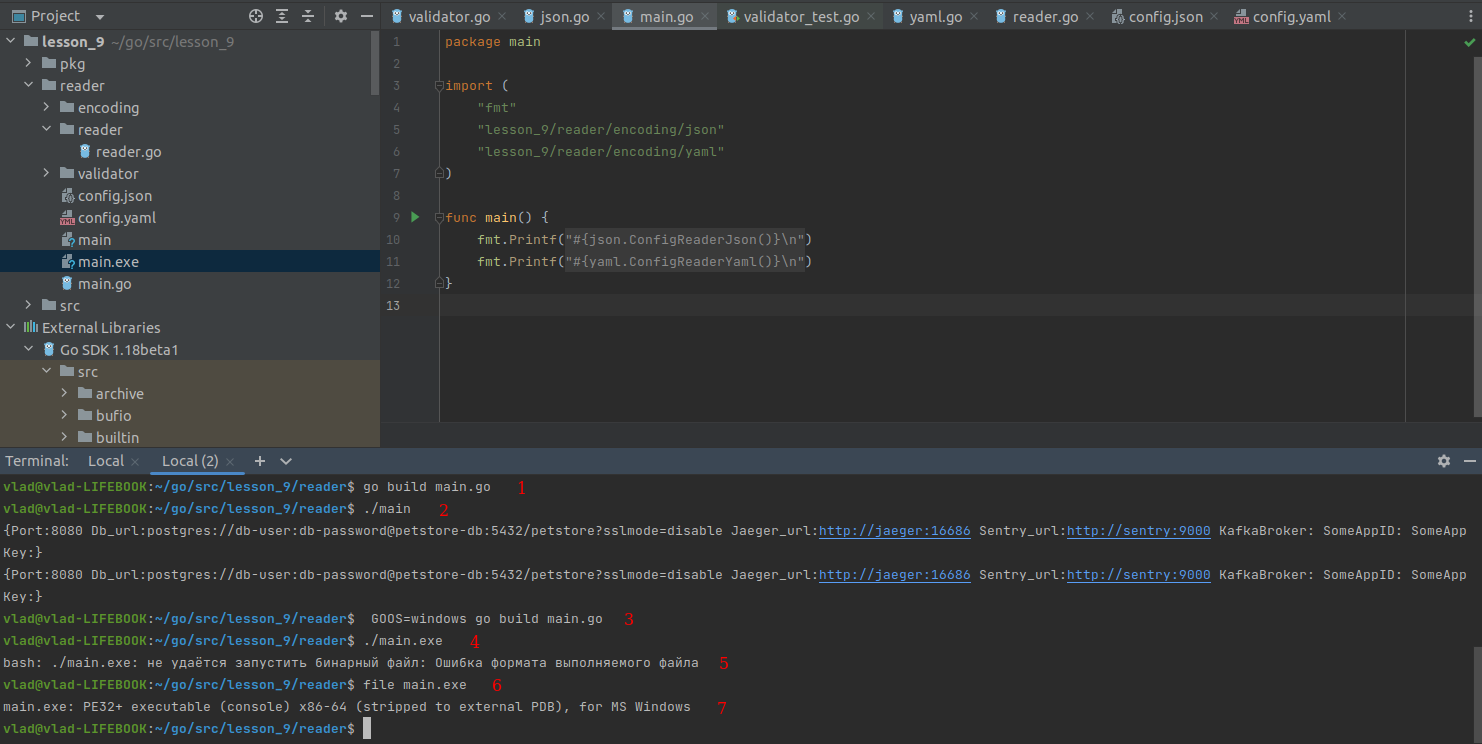 Project
validator.go json.go main.go validator_test.go yaml.go reader.go config.json config.yaml
lesson_9 ~/go/src/lesson_9
pkg
reader
encoding
reader
reader.go
validator
config.json
config.yaml
main
main.exe
main.go
src
External Libraries
Go SDK 1.18beta1
src
archive
bufio
builtin
1 package main
2
3 import (
4 "fmt"
5 "lesson_9/reader/encoding/json"
6 "lesson_9/reader/encoding/yaml"
7 )
8
9 func main() {
10 fmt.Printf("#{json.ConfigReaderJson()}\n")
11 fmt.Printf("#{yaml.ConfigReaderYaml()}\n")
12 }
13
Terminal: Local Local (2)
vlad@vlad-LIFEBOOK:~/go/src/lesson_9/reader$ go build main.go 1
vlad@vlad-LIFEBOOK:~/go/src/lesson_9/reader$ ./main 2
{Port:8080 Db_url:postgres://db-user:db-password@petstore-db:5432/petstore?sslmode=disable Jaeger_url:http://jaeger:16686 Sentry_url:http://sentry:9000 KafkaBroker: SomeAppID: SomeApp
Key:}
{Port:8080 Db_url:postgres://db-user:db-password@petstore-db:5432/petstore?sslmode=disable Jaeger_url:http://jaeger:16686 Sentry_url:http://sentry:9000 KafkaBroker: SomeAppID: SomeApp
Key:}
vlad@vlad-LIFEBOOK:~/go/src/lesson_9/reader$ GOOS=windows go build main.go 3
vlad@vlad-LIFEBOOK:~/go/src/lesson_9/reader$ ./main.exe 4
bash: ./main.exe: не удаётся запустить бинарный файл: Ошибка формата выполняемого файла 5
vlad@vlad-LIFEBOOK:~/go/src/lesson_9/reader$ file main.exe 6
main.exe: PE32+ executable (console) x86-64 (stripped to external PDB), for MS Windows 7
vlad@vlad-LIFEBOOK:~/go/src/lesson_9/reader$